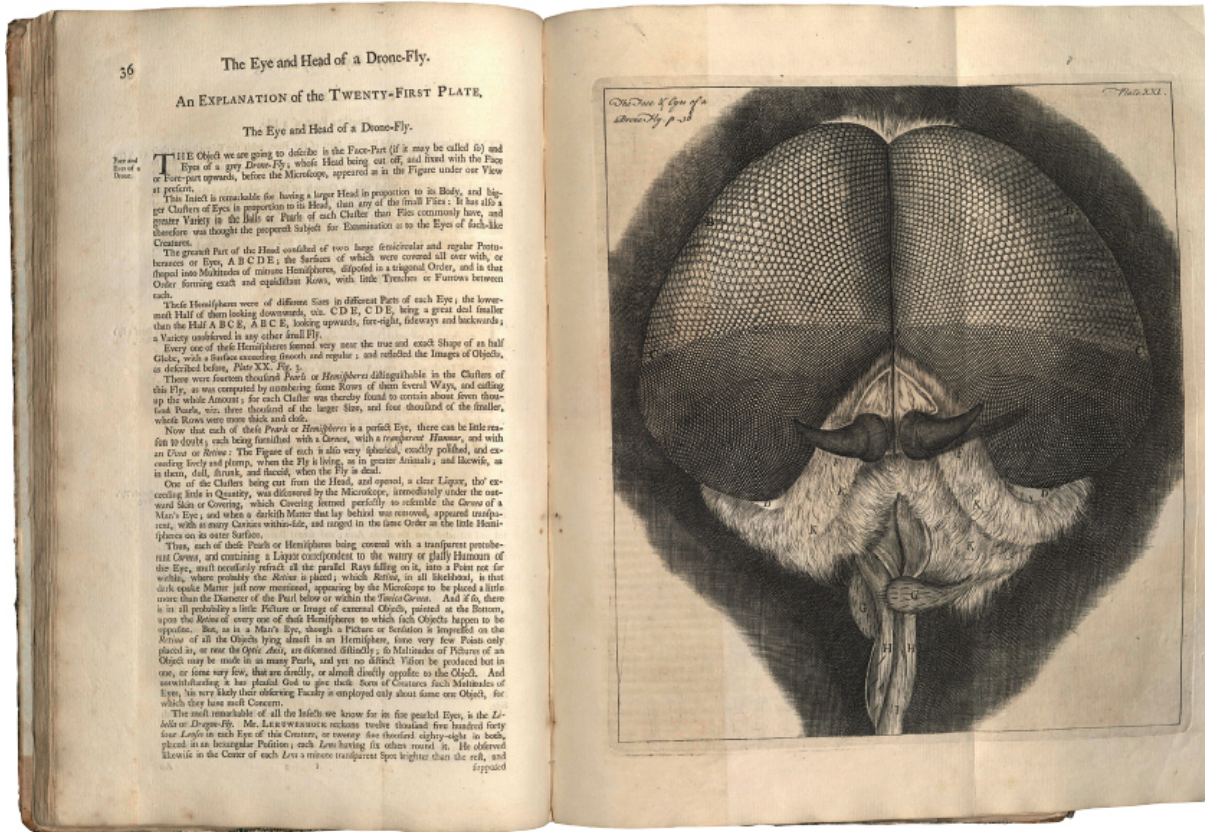 36
The Eye and Head of a Drone-Fly.
An EXPLANATION of the TWENTY-FIRST PLATE.
The Eye and Head of a Drone-Fly.
Face and
Eyes of a
Drone.
THE Object we are going to describe is the Face-Part (if it may be called so) and
Eyes of a grey Drone-Fly; whose Head being cut off, and fixed with the Face
or Fore-part upwards, before the Microscope, appeared as in the Figure under our View
at present.
This Insect is remarkable for having a larger Head in proportion to its Body, and big-
ger Clusters of Eyes in proportion to its Head, than any of the small Flies: It has also a
greater Variety in the Balls or Pearls of each Cluster than Flies commonly have, and
therefore was thought the properest Subject for Examination as to the Eyes of such-like
Creatures.
The greatest Part of the Head consisted of two large semicircular and regular Protu-
berances or Eyes, A B C D E; the Surfaces of which were covered all over with, or
shaped into Multitudes of minute Hemispheres, disposed in a triagonal Order, and in that
Order forming exact and equidistant Rows, with little Trenches or Furrows between
each.
These Hemispheres were of different Sizes in different Parts of each Eye; the lower-
most Half of them looking downwards, viz. CDE, CDE, being a great deal smaller
than the Half A B C E, A B C E, looking upwards, fore-right, sideways and backwards;
a Variety unobserved in any other small Fly.
Every one of these Hemispheres seemed very near the true and exact Shape of an half
Globe, with a Surface exceeding smooth and regular; and reflected the Images of Objects,
as described before, Plate XX. Fig. 3.
There were fourteen thousand Pearls or Hemispheres distinguishable in the Clusters of
this Fly, as was computed by numbering some Rows of them several Ways, and casting
up the whole Amount; for each Cluster was thereby found to contain about seven thou-
sand Pearls, viz. three thousand of the larger Size, and four thousand of the smaller,
whose Rows were more thick and close.
Now that each of these Pearls or Hemispheres is a perfect Eye, there can be little rea-
son to doubt; each being furnished with a Cornea, with a transparent Humour, and with
an Uvea or Retina: The Figure of each is also very spherical, exactly polished, and ex-
ceeding lively and plump, when the Fly is living, as in greater Animals; and likewise, as
in them, dull, shrunk, and flaccid, when the Fly is dead.
One of the Clusters being cut from the Head, and opened, a clear Liquor, tho' ex-
ceeding little in Quantity, was discovered by the Microscope, immediately under the out-
ward Skin or Covering, which Covering seemed perfectly to resemble the Cornea of a
Man's Eye; and when a darkish Matter that lay behind was removed, appeared transpa-
rent, with as many Cavities within-side, and ranged in the same Order as the little Hemi-
spheres on its outer Surface.
Thus, each of these Pearls or Hemispheres being covered with a transparent protube-
rant Cornea, and containing a Liquor correspondent to the watery or glassy Humours of
the Eye, must necessarily refract all the parallel Rays falling on it, into a Point not far
within, where probably the Retina is placed; which Retina, in all likelihood, is that
dark opake Matter just now mentioned, appearing by the Microscope to be placed a little
more than the Diameter of the Pearl below or within the Tunica Cornea. And if so, there
is in all probability a little Picture or Image of external Objects, painted at the Bottom,
upon the Retina of every one of these Hemispheres to which such Objects happen to be
opposite. But, as in a Man's Eye, though a Picture or Sensation is impressed on the
Retina of all the Objects lying almost in an Hemisphere, some very few Points only
placed in, or near the Optic Axis, are discerned distinctly; so Multitudes of Pictures of an
Object may be made in as many Pearls, and yet no distinct Vision be produced but in
one, or some very few, that are directly, or almost directly opposite to the Object. And
notwithstanding it has pleased God to give these Sorts of Creatures such Multitudes of
Eyes, 'tis very likely their observing Faculty is employed only about some one Object, for
which they have most Concern.
The most remarkable of all the Insects we know for its fine pearled Eyes, is the Li-
bella or Dragon-Fly. Mr. LEEUWENHOEK reckons twelve thousand five hundred forty
four Lenses in each Eye of this Creature, or twenty five thousand eighty-eight in both,
placed in an hexangular Position; each Lens having six others round it. He observed
likewise in the Center of each Lens a minute transparent Spot brighter than the rest, and
supposed
The Face & Eyes of a
Drone Fly. p. 36
Plate XXI.
B
C
C
D
D
K
K
K
G
G
H H
I